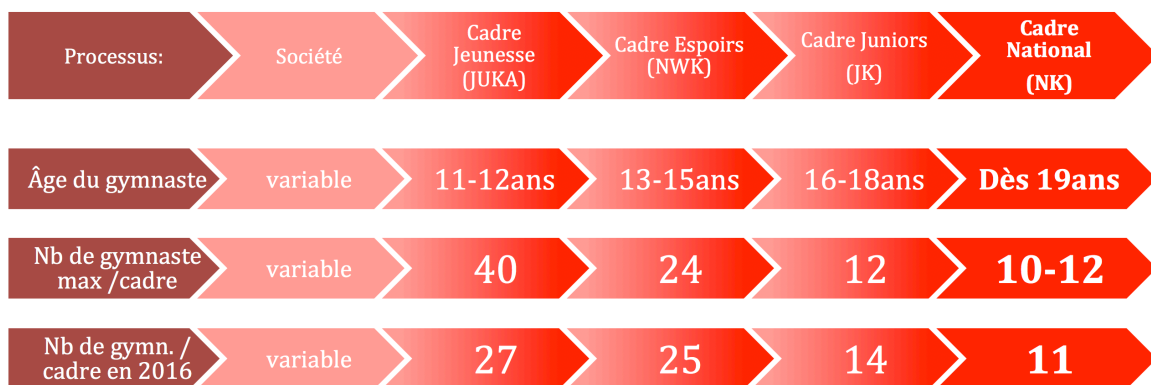 Processus:
Société
Cadre
Jeunesse
(JUKA)
Cadre Espoirs
(NWK)
Cadre Juniors
(JK)
Cadre
National
(NK)
Âge du gymnaste
variable
11-12ans
13-15ans
16-18ans
Dès 19ans
Nb de gymnaste
max /cadre
variable
40
24
12
10-12
Nb de gymn. /
cadre en 2016
variable
27
25
14
11